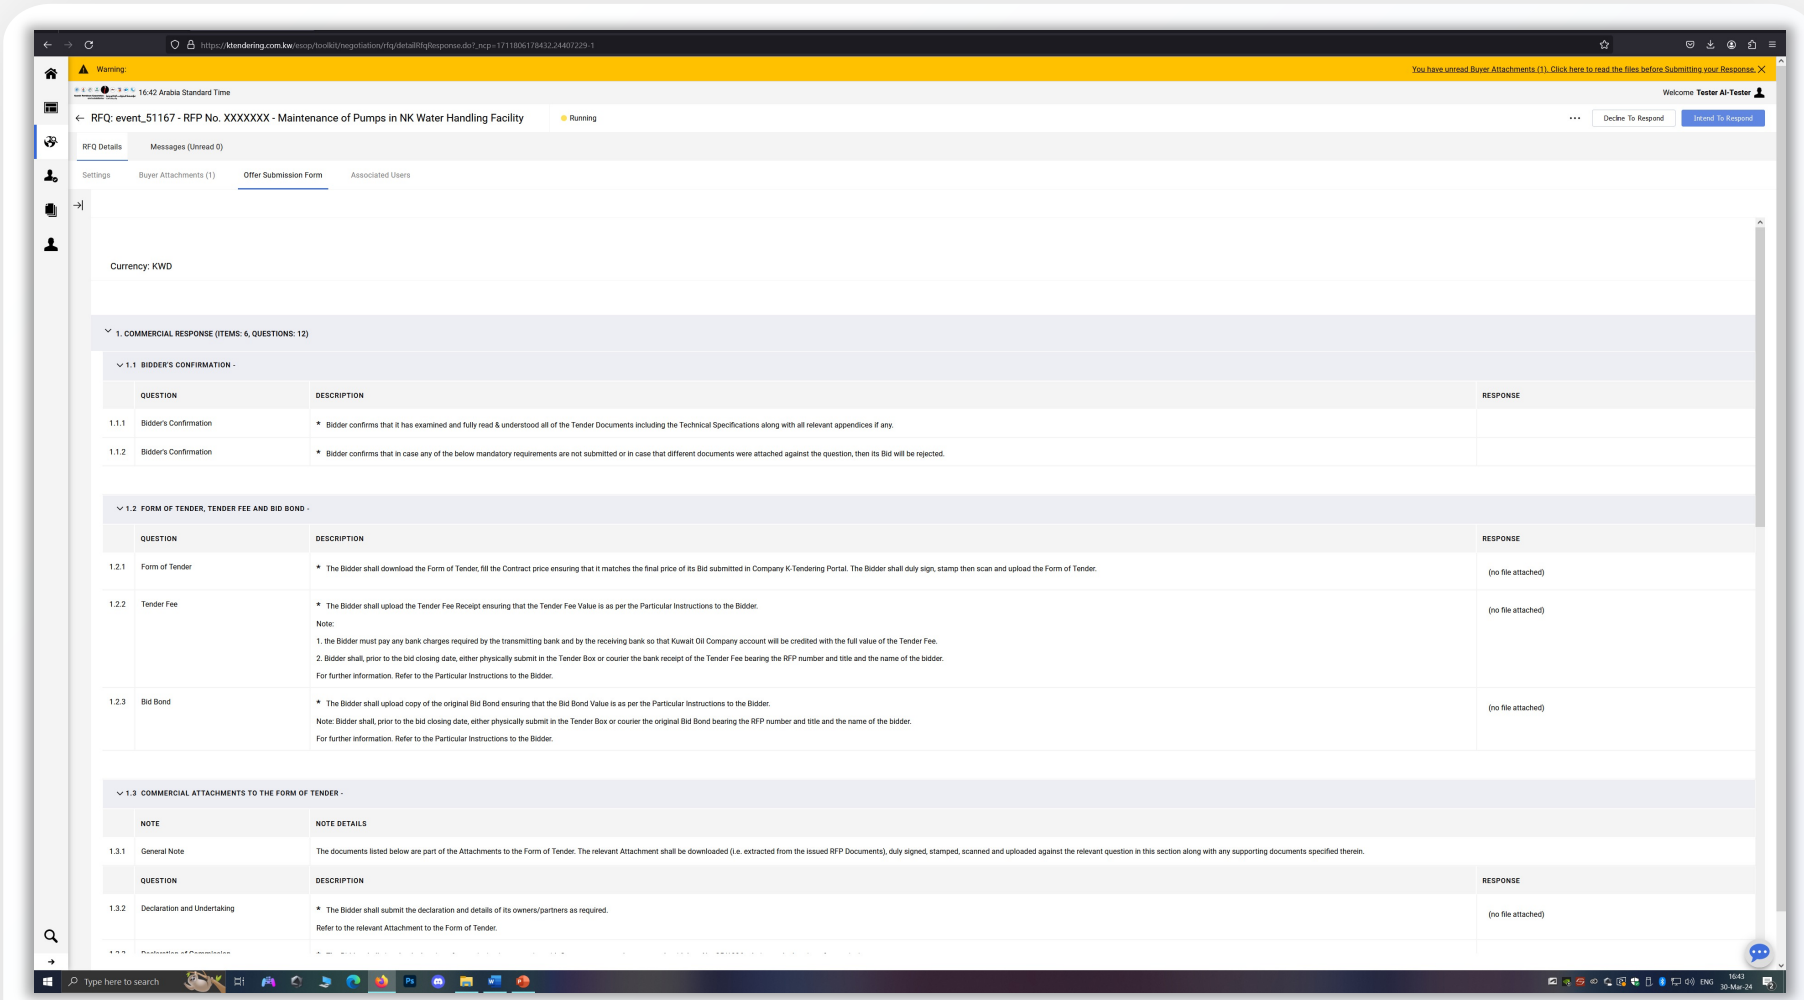 https://ktendering.com.kw/esop/toolkit/negotiation/rfq/detailRfqResponse.do?_ncp=1711806178432.24407229-1
Warning:
You have unread Buyer Attachments (1). Click here to read the files before Submitting your Response.
16:42 Arabia Standard Time
Welcome Tester Al-Tester
RFQ: event_51167 - RFP No. XXXXXXX - Maintenance of Pumps in NK Water Handling Facility
Running
Decline To Respond
Intend To Respond
RFQ Details
Messages (Unread 0)
Settings
Buyer Attachments (1)
Offer Submission Form
Associated Users
Currency: KWD
1. COMMERCIAL RESPONSE (ITEMS: 6, QUESTIONS: 12)
1.1 BIDDER'S CONFIRMATION -
QUESTION DESCRIPTION RESPONSE
1.1.1 Bidder's Confirmation * Bidder confirms that it has examined and fully read & understood all of the Tender Documents including the Technical Specifications along with all relevant appendices if any.
1.1.2 Bidder's Confirmation * Bidder confirms that in case any of the below mandatory requirements are not submitted or in case that different documents were attached against the question, then its Bid will be rejected.
1.2 FORM OF TENDER, TENDER FEE AND BID BOND -
QUESTION DESCRIPTION RESPONSE
1.2.1 Form of Tender * The Bidder shall download the Form of Tender, fill the Contract price ensuring that it matches the final price of its Bid submitted in Company K-Tendering Portal. The Bidder shall duly sign, stamp then scan and upload the Form of Tender. (no file attached)
1.2.2 Tender Fee * The Bidder shall upload the Tender Fee Receipt ensuring that the Tender Fee Value is as per the Particular Instructions to the Bidder. (no file attached)
Note:
1. the Bidder must pay any bank charges required by the transmitting bank and by the receiving bank so that Kuwait Oil Company account will be credited with the full value of the Tender Fee.
2. Bidder shall, prior to the bid closing date, either physically submit in the Tender Box or courier the bank receipt of the Tender Fee bearing the RFP number and title and the name of the bidder.
For further information. Refer to the Particular Instructions to the Bidder.
1.2.3 Bid Bond * The Bidder shall upload copy of the original Bid Bond ensuring that the Bid Bond Value is as per the Particular Instructions to the Bidder. (no file attached)
Note: Bidder shall, prior to the bid closing date, either physically submit in the Tender Box or courier the original Bid Bond bearing the RFP number and title and the name of the bidder.
For further information. Refer to the Particular Instructions to the Bidder.
1.3 COMMERCIAL ATTACHMENTS TO THE FORM OF TENDER -
NOTE NOTE DETAILS
1.3.1 General Note The documents listed below are part of the Attachments to the Form of Tender. The relevant Attachment shall be downloaded (i.e. extracted from the issued RFP Documents), duly signed, stamped, scanned and uploaded against the relevant question in this section along with any supporting documents specified therein.
QUESTION DESCRIPTION RESPONSE
1.3.2 Declaration and Undertaking * The Bidder shall submit the declaration and details of its owners/partners as required. (no file attached)
Refer to the relevant Attachment to the Form of Tender.
Type here to search
ENG
16:43
30-Mar-24